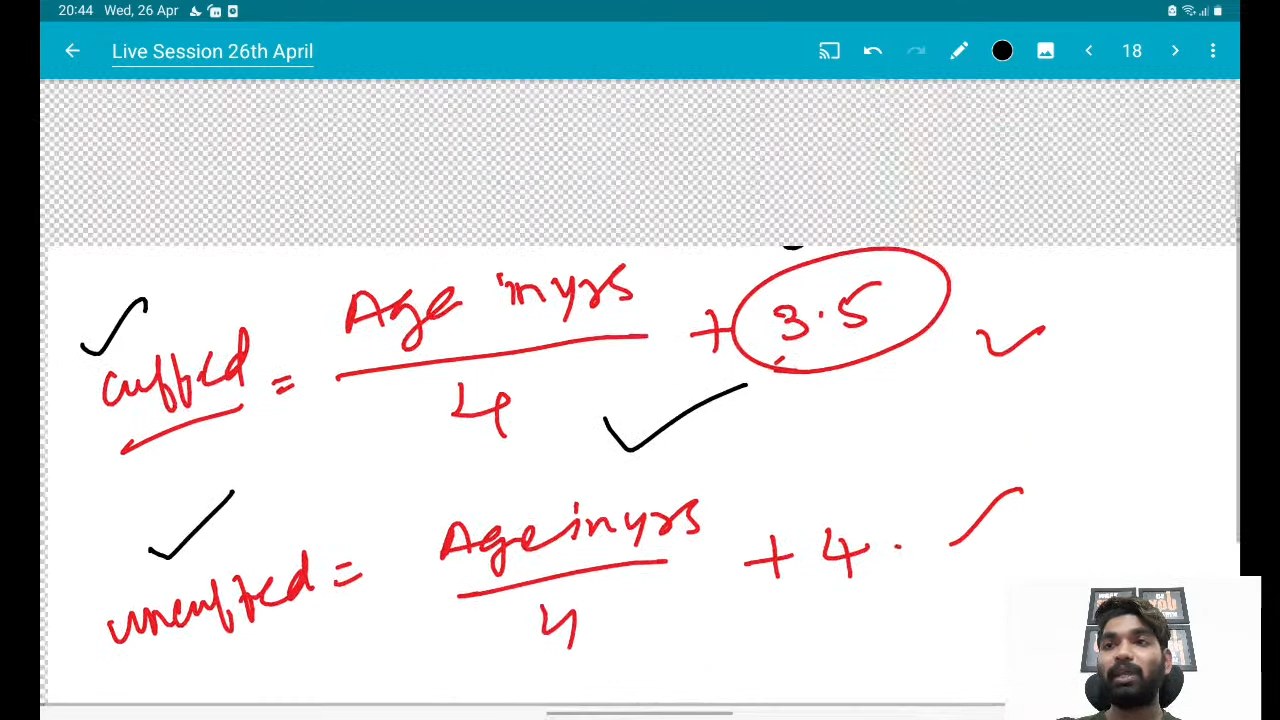 20:44 Wed, 26 Apr
Live Session 26th April
18
cuffed = Age in yrs / 4 + 3.5
uncuffed = Age in yrs / 4 + 4.